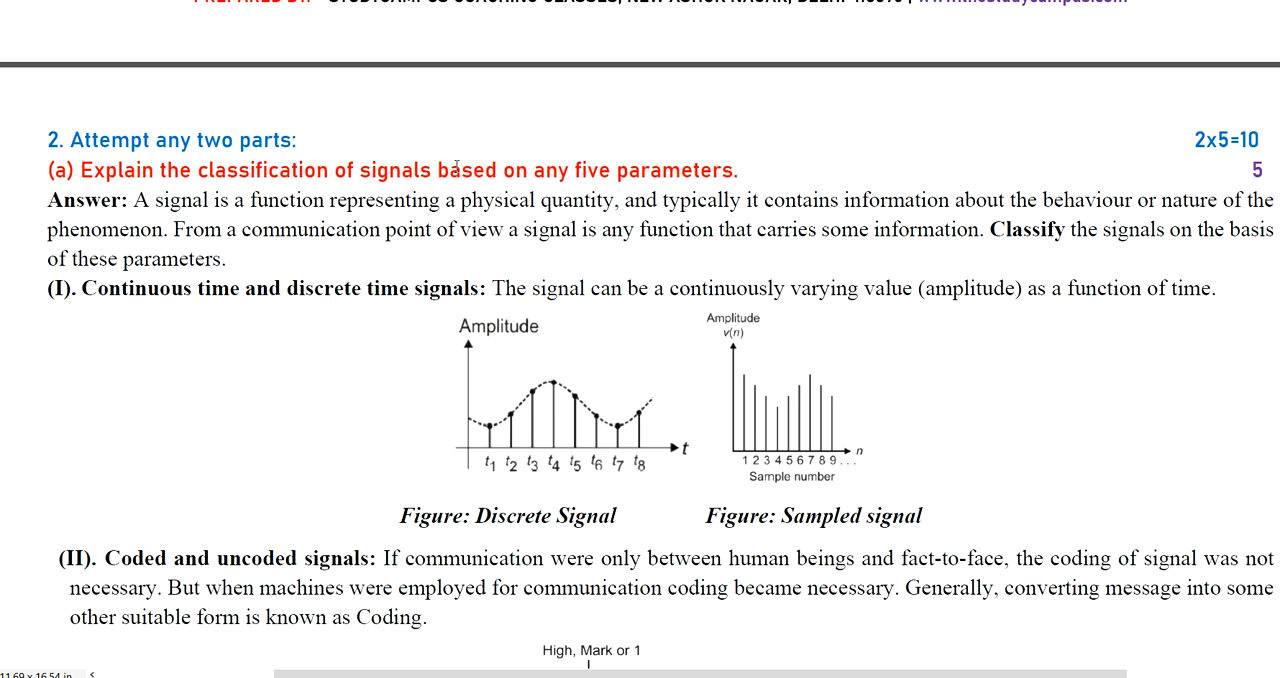 2. Attempt any two parts: 2x5=10
(a) Explain the classification of signals based on any five parameters. 5
Answer: A signal is a function representing a physical quantity, and typically it contains information about the behaviour or nature of the
phenomenon. From a communication point of view a signal is any function that carries some information. Classify the signals on the basis
of these parameters.
(I). Continuous time and discrete time signals: The signal can be a continuously varying value (amplitude) as a function of time.
Amplitude
t
t1 t2 t3 t4 t5 t6 t7 t8
Amplitude
v(n)
n
1 2 3 4 5 6 7 8 9 . . .
Sample number
Figure: Discrete Signal Figure: Sampled signal
(II). Coded and uncoded signals: If communication were only between human beings and fact-to-face, the coding of signal was not
necessary. But when machines were employed for communication coding became necessary. Generally, converting message into some
other suitable form is known as Coding.
High, Mark or 1
11.69 x 16.54 in